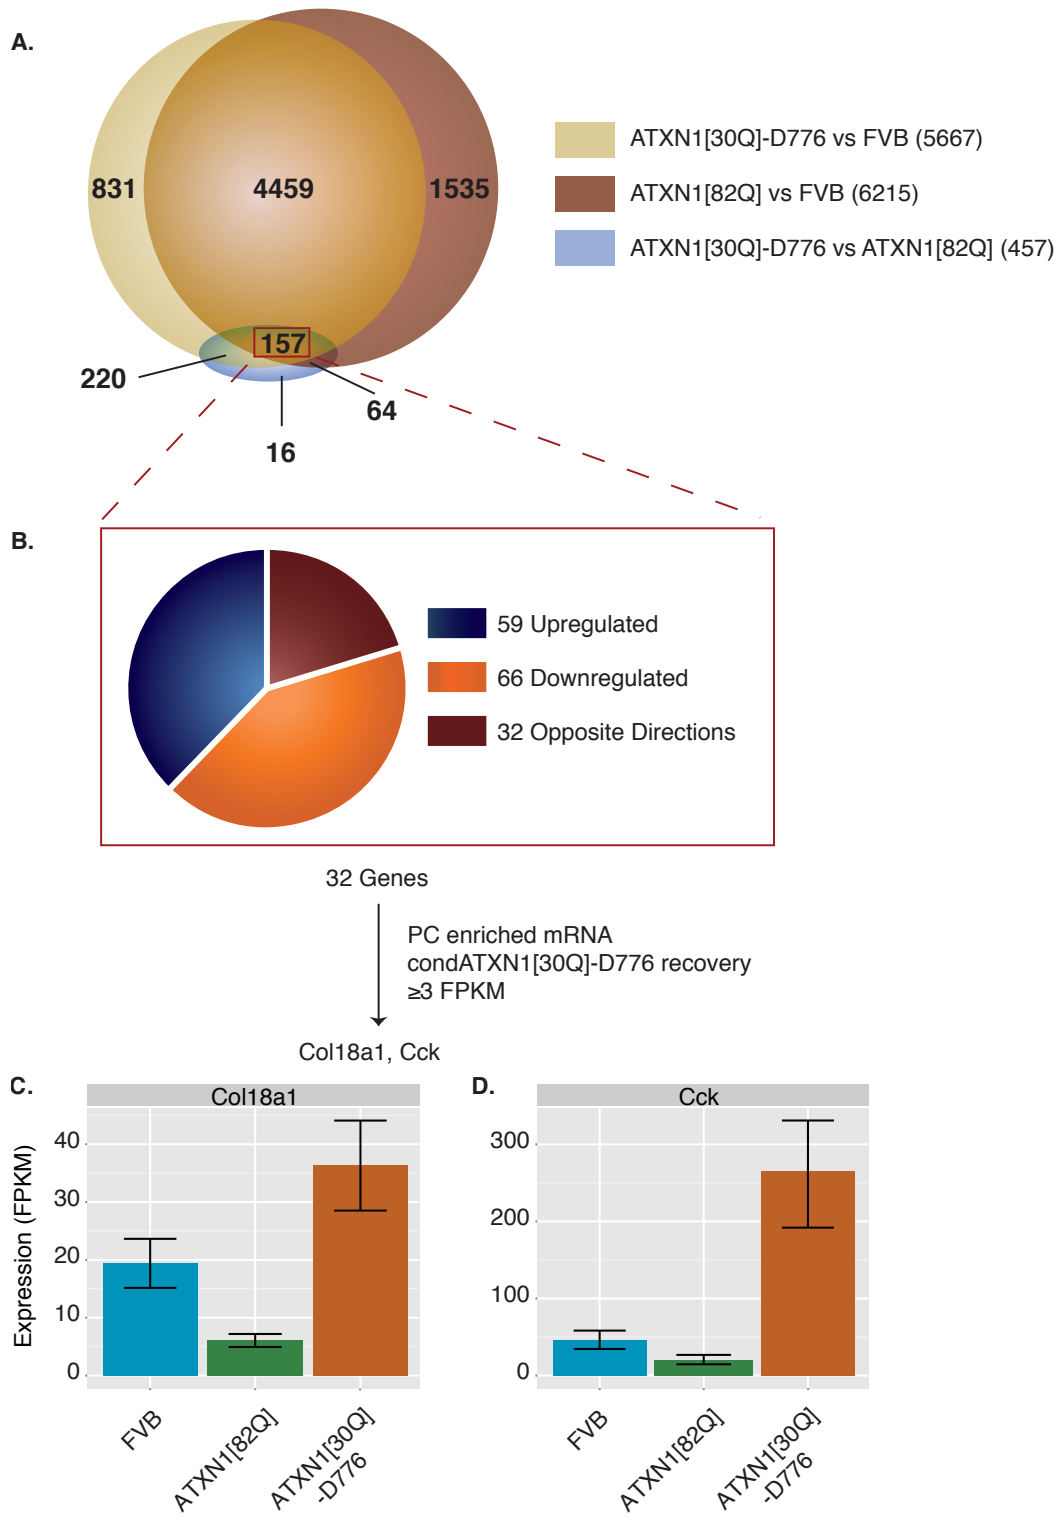 A.
831
4459
1535
157
220
64
16
ATXN1[30Q]-D776 vs FVB (5667)
ATXN1[82Q] vs FVB (6215)
ATXN1[30Q]-D776 vs ATXN1[82Q] (457)
B.
59 Upregulated
66 Downregulated
32 Opposite Directions
32 Genes
PC enriched mRNA
condATXN1[30Q]-D776 recovery
≥3 FPKM
Col18a1, Cck
C.
Col18a1
Expression (FPKM)
40
30
20
10
0
FVB
ATXN1[82Q]
ATXN1[30Q]
-D776
D.
Cck
300
200
100
0
FVB
ATXN1[82Q]
ATXN1[30Q]
-D776